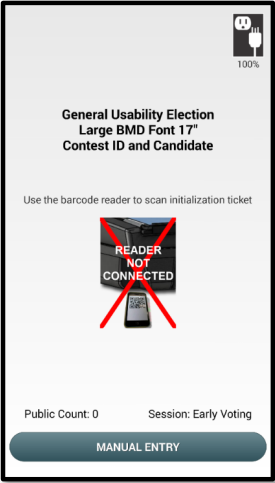 100%
General Usability Election
Large BMD Font 17"
Contest ID and Candidate
Use the barcode reader to scan initialization ticket
READER
NOT
CONNECTED
Public Count: 0 Session: Early Voting
MANUAL ENTRY